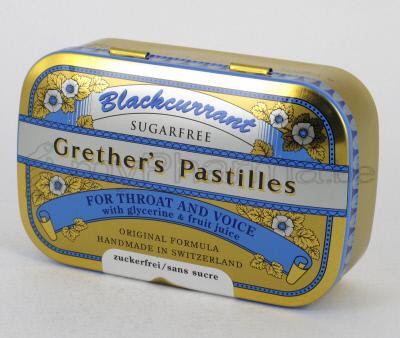 Blackcurrant
SUGARFREE
Grether's Pastilles
FOR THROAT AND VOICE
with glycerine & fruit juice
ORIGINAL FORMULA
HANDMADE IN SWITZERLAND
zuckerfrei/sans sucre